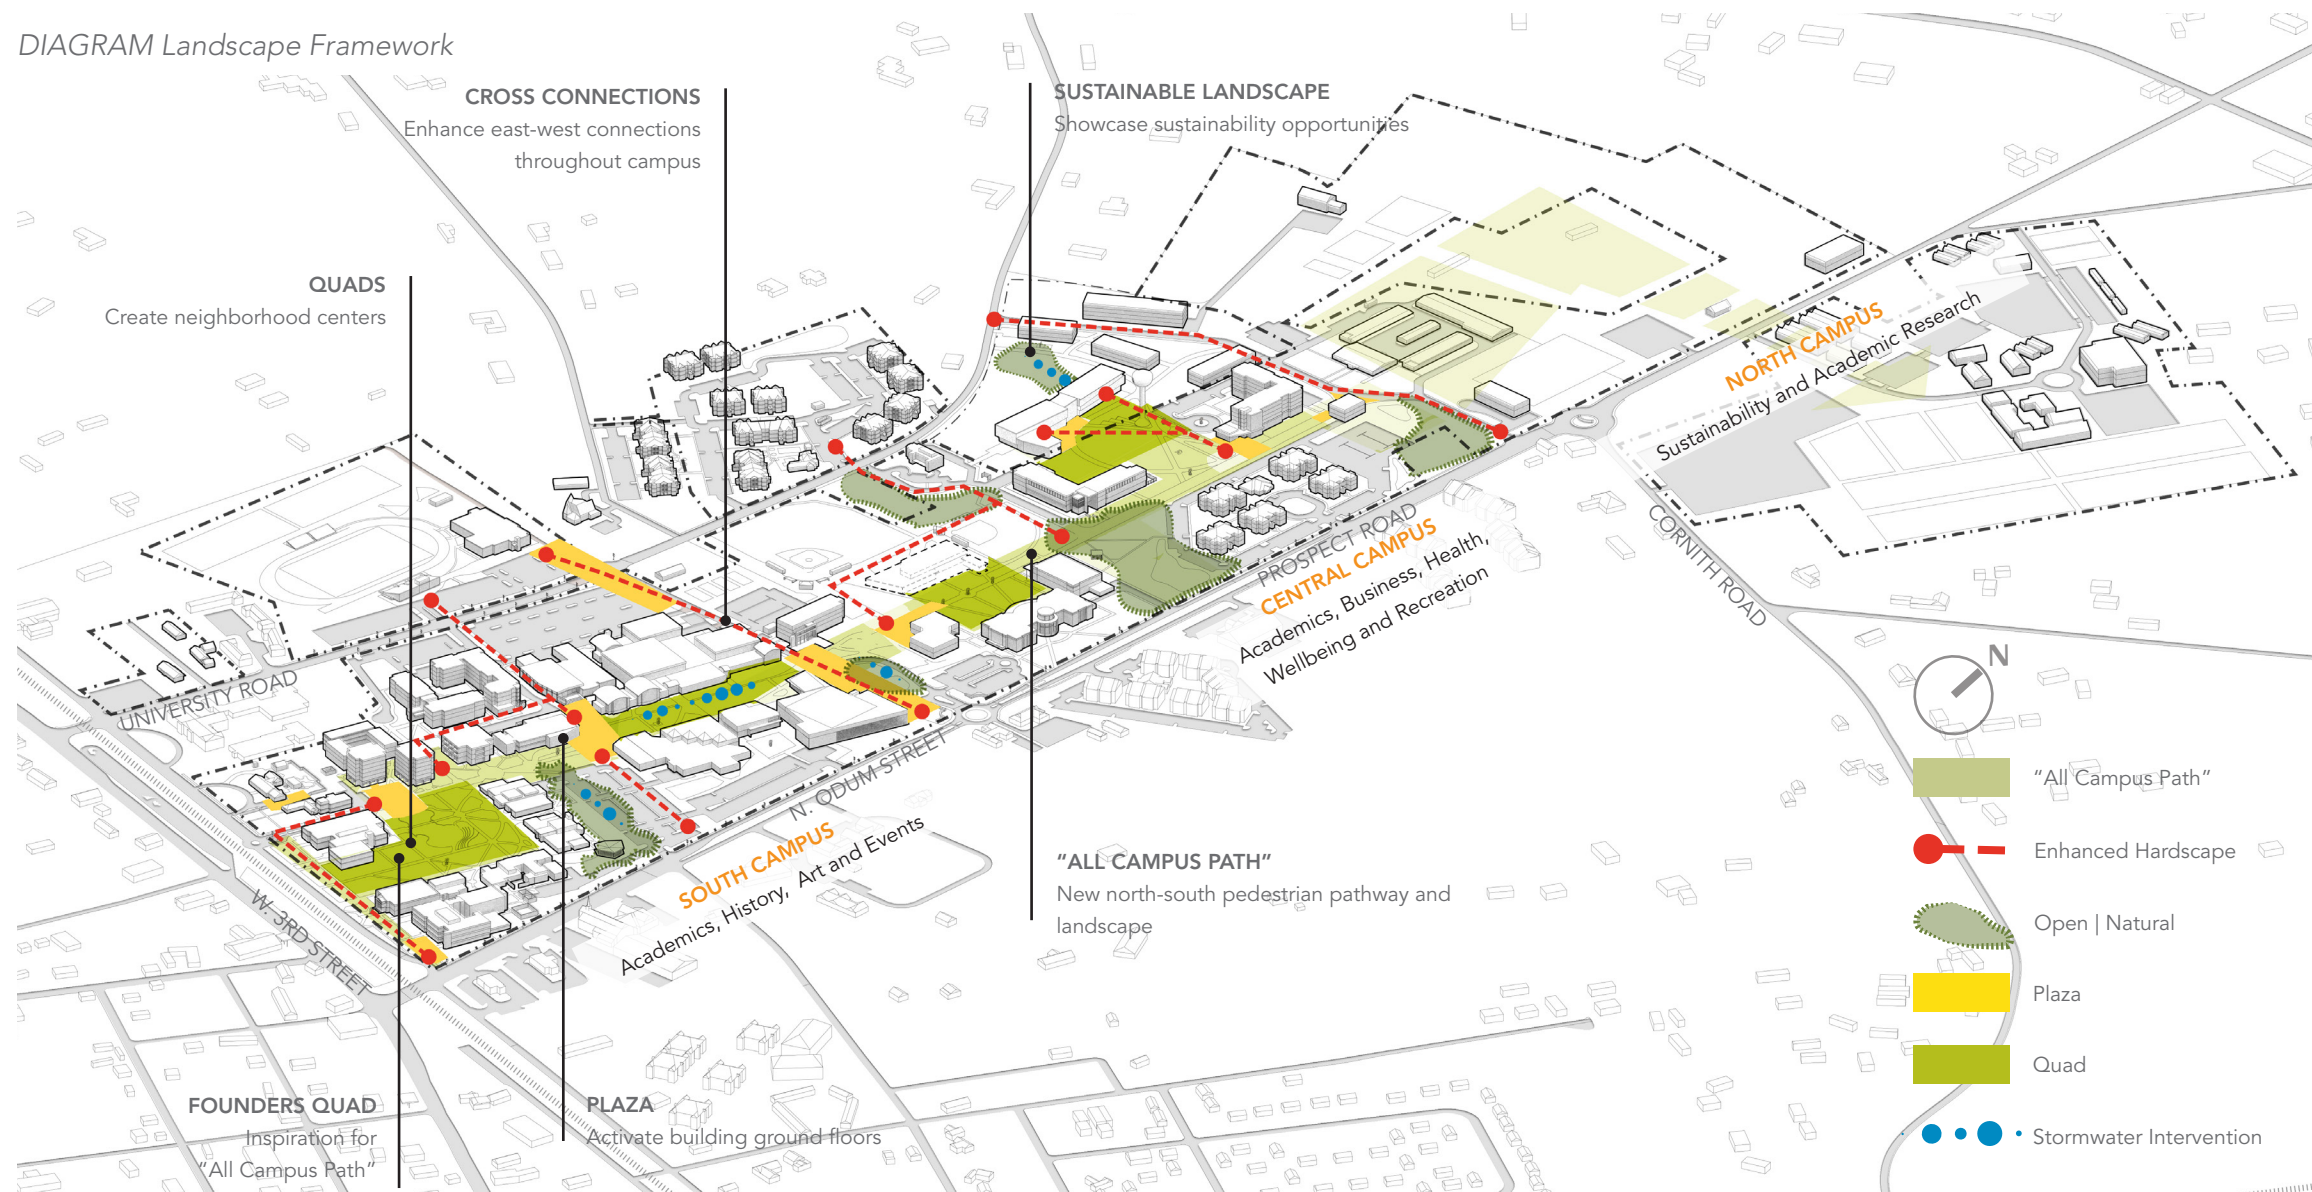 DIAGRAM Landscape Framework
CROSS CONNECTIONS
Enhance east-west connections
throughout campus
SUSTAINABLE LANDSCAPE
Showcase sustainability opportunities
QUADS
Create neighborhood centers
NORTH CAMPUS
Sustainability and Academic Research
PROSPECT ROAD
CENTRAL CAMPUS
Academics, Business, Health,
Wellbeing and Recreation
CORNITH ROAD
UNIVERSITY ROAD
N. ODUM STREET
SOUTH CAMPUS
Academics, History, Art and Events
W. 3RD STREET
"ALL CAMPUS PATH"
New north-south pedestrian pathway and
landscape
FOUNDERS QUAD
Inspiration for
"All Campus Path"
PLAZA
Activate building ground floors
N
"All Campus Path"
Enhanced Hardscape
Open | Natural
Plaza
Quad
Stormwater Intervention